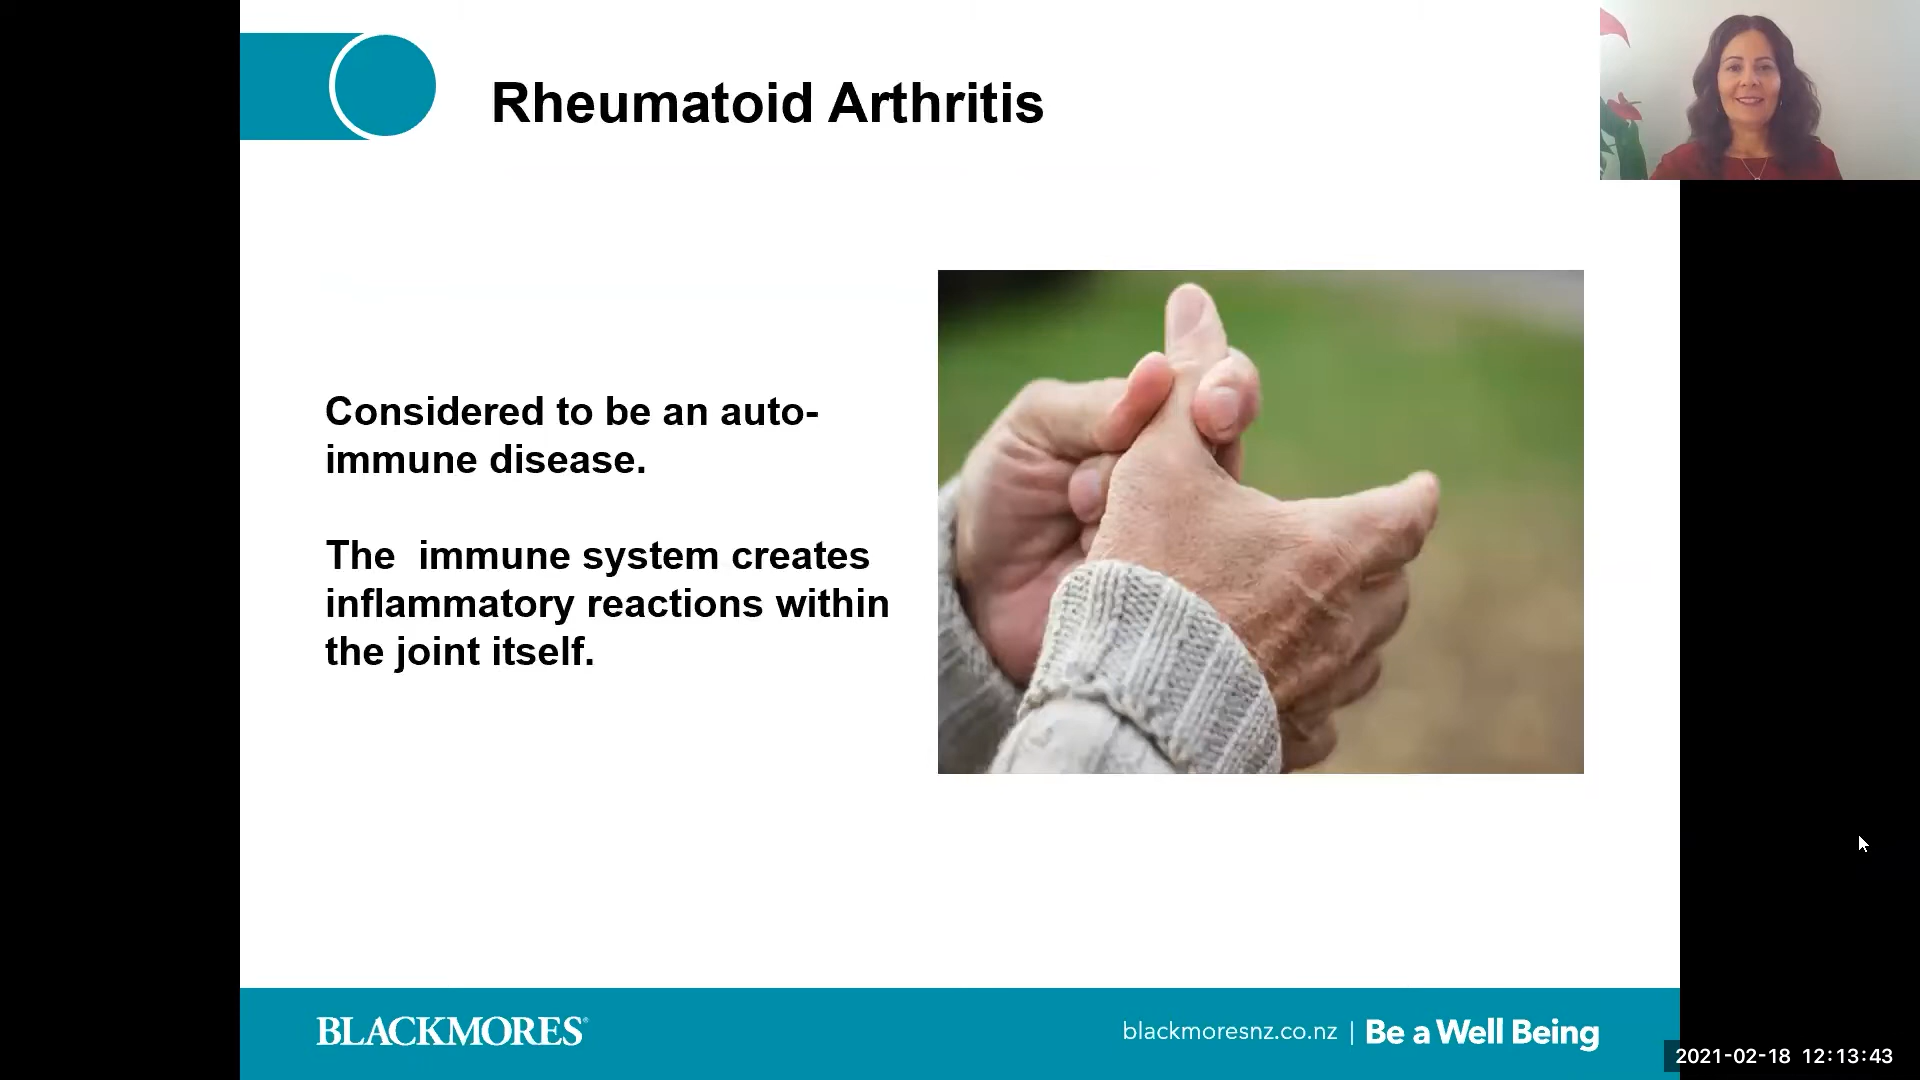 Rheumatoid Arthritis
Considered to be an auto-
immune disease.
The  immune system creates
inflammatory reactions within
the joint itself.
BLACKMORES®
blackmoresnz.co.nz | Be a Well Being
2021-02-18 12:13:43